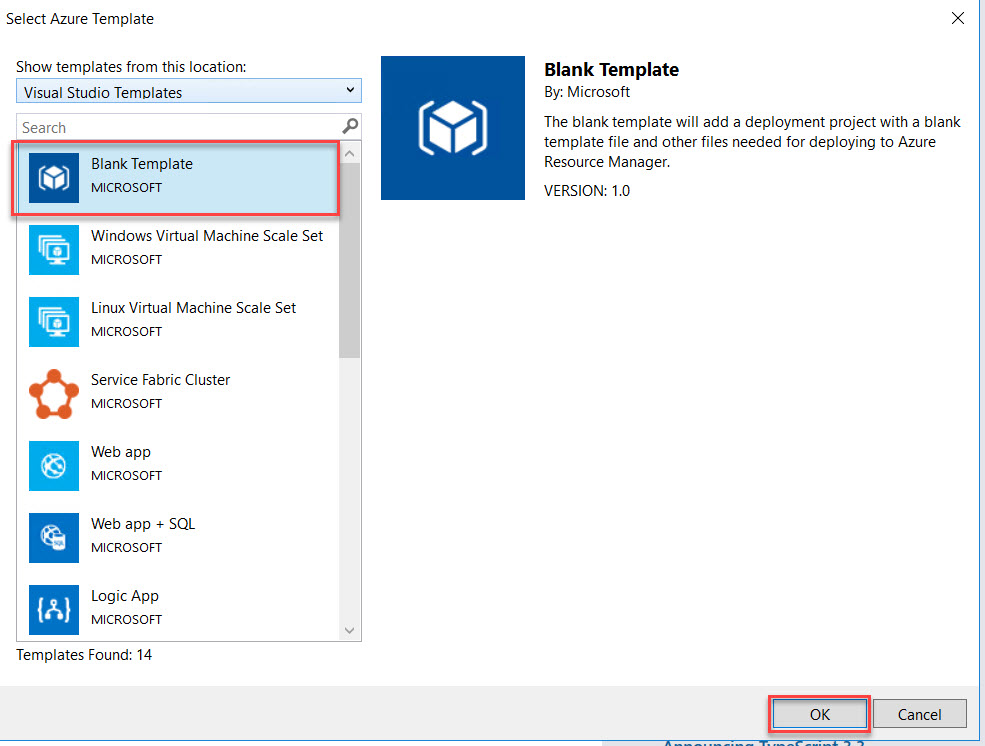 Select Azure Template
Show templates from this location:
Visual Studio Templates
Search
Blank Template
MICROSOFT
Windows Virtual Machine Scale Set
MICROSOFT
Linux Virtual Machine Scale Set
MICROSOFT
Service Fabric Cluster
MICROSOFT
Web app
MICROSOFT
Web app + SQL
MICROSOFT
Logic App
MICROSOFT
Templates Found: 14
Blank Template
By: Microsoft
The blank template will add a deployment project with a blank
template file and other files needed for deploying to Azure
Resource Manager.
VERSION: 1.0
OK
Cancel
Announcing TypeScript